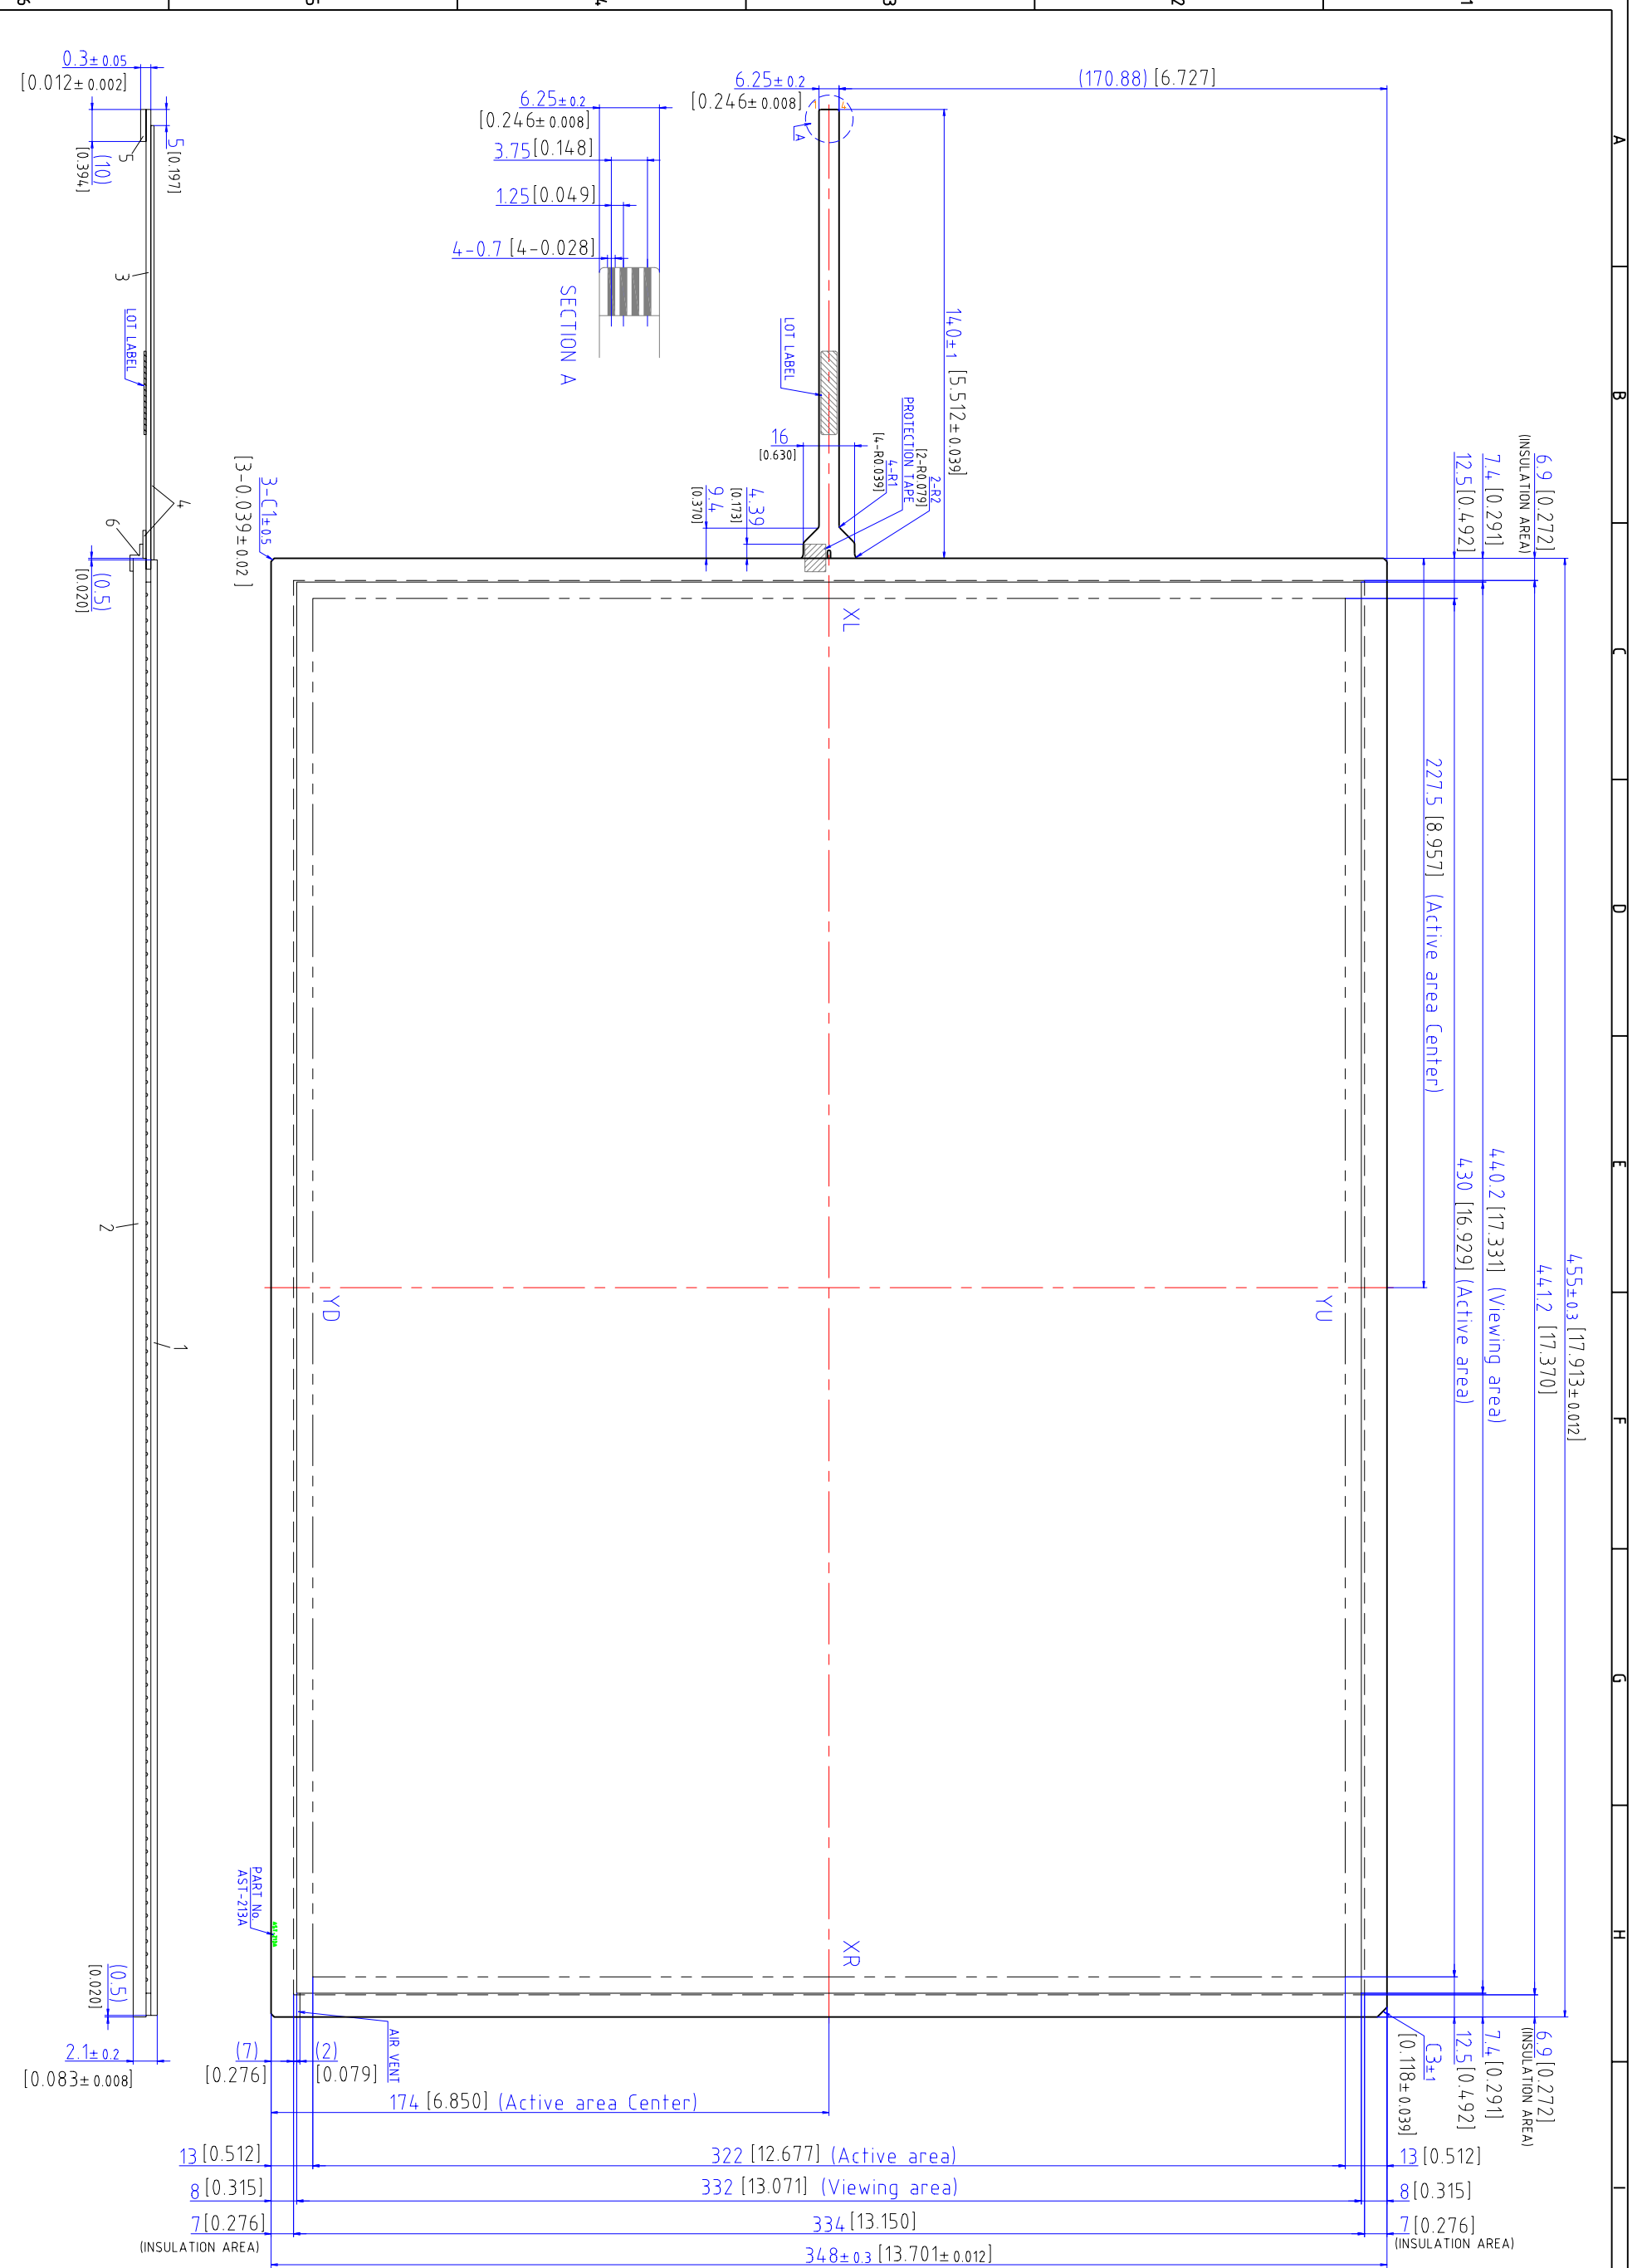 A
B
C
D
E
F
G
H
I
1
2
3
4
5
6
455±0.3 [17.913±0.012]
441.2 [17.370]
440.2 [17.331] (Viewing area)
430 [16.929] (Active area)
227.5 [8.957] (Active area Center)
6.9 [0.272]
(INSULATION AREA)
7.4 [0.291]
12.5 [0.492]
6.9 [0.272]
(INSULATION AREA)
7.4 [0.291]
12.5 [0.492]
C3±1
[0.118±0.039]
(170.88) [6.727]
6.25±0.2
[0.246±0.008]
1
4
A
140±1 [5.512±0.039]
LOT LABEL
2-R2
[2-R0.079]
PROTECTION TAPE
4-R1
[4-R0.039]
16
[0.630]
4.39
[0.173]
9.4
[0.370]
6.25±0.2
[0.246±0.008]
3.75 [0.148]
1.25 [0.049]
4-0.7 [4-0.028]
SECTION A
XL
XR
YU
YD
3-C1±0.5
[3-0.039±0.02 ]
PART No.
AST-213A
AIR VENT
(7)
[0.276]
(2)
[0.079]
174 [6.850] (Active area Center)
13 [0.512]
322 [12.677] (Active area)
13 [0.512]
8 [0.315]
332 [13.071] (Viewing area)
8 [0.315]
7 [0.276]
(INSULATION AREA)
334 [13.150]
7 [0.276]
(INSULATION AREA)
348±0.3 [13.701±0.012]
0.3±0.05
[0.012±0.002]
5 [0.197]
(10)
[0.394]
5
3
LOT LABEL
4
6
(0.5)
[0.020]
2
1
(0.5)
[0.020]
2.1±0.2
[0.083±0.008]